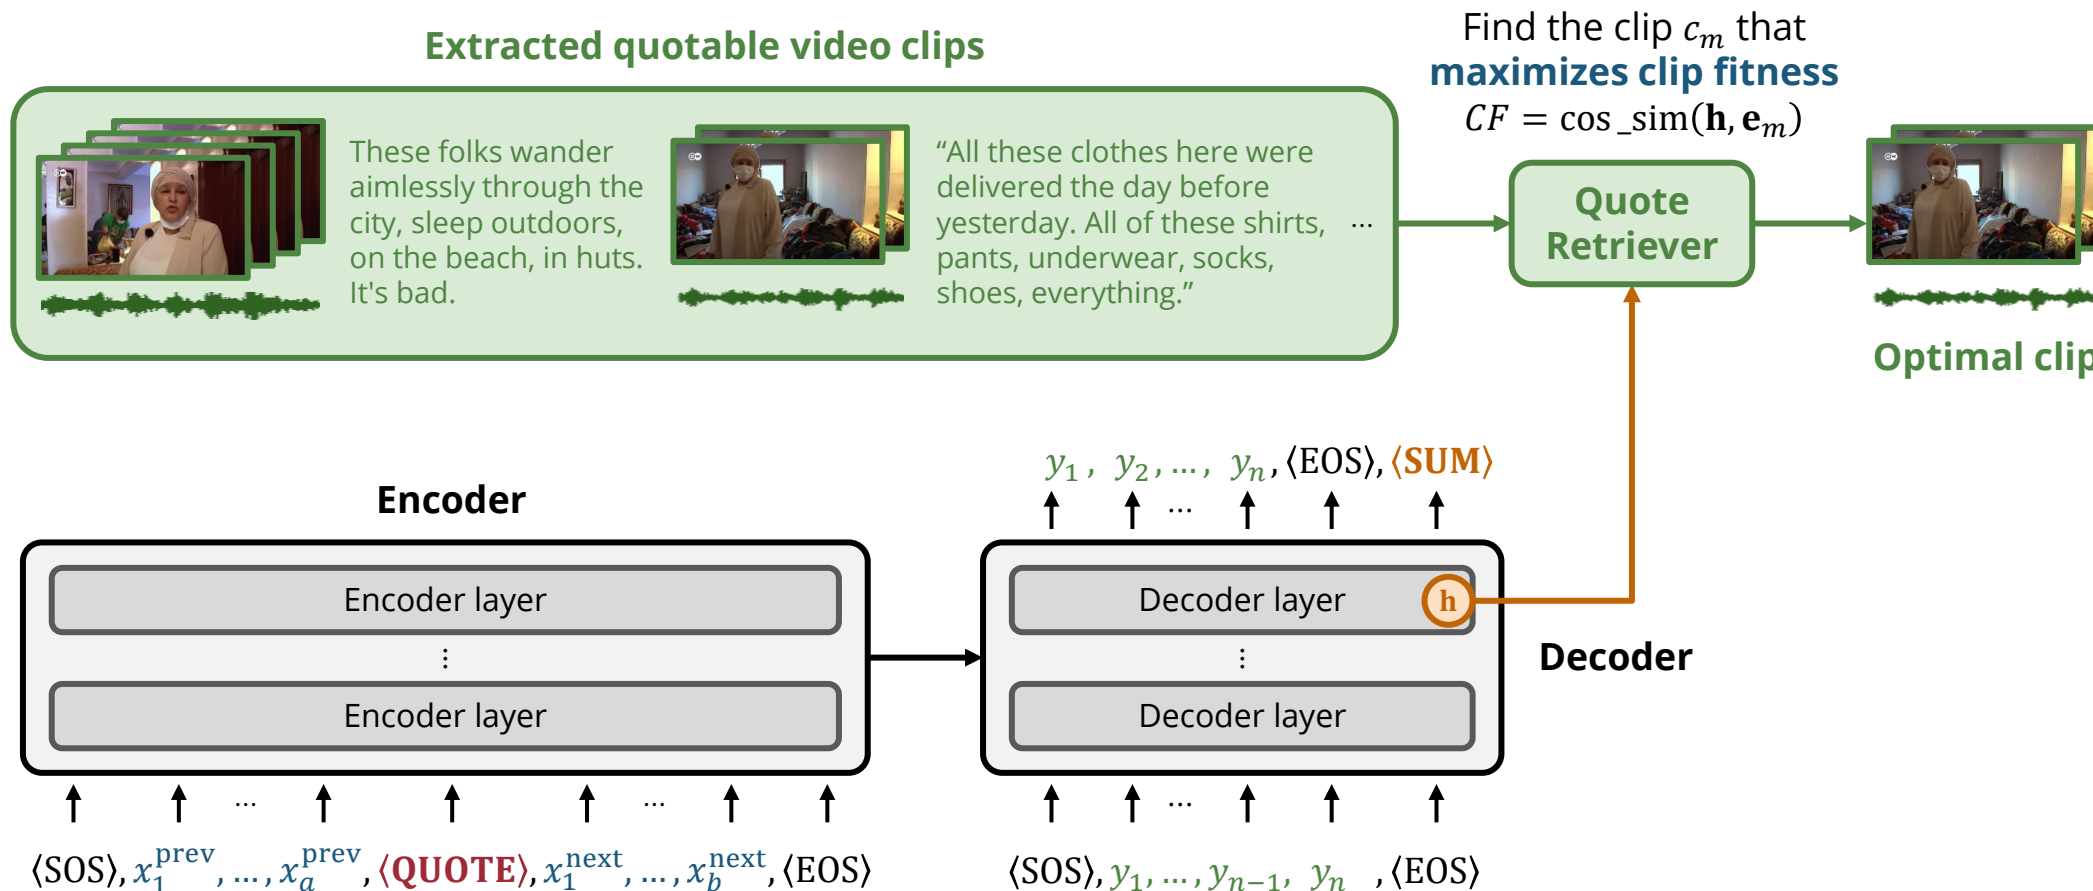 Extracted quotable video clips
Find the clip c_m that
maximizes clip fitness
CF = cos_sim(h, e_m)
These folks wander
aimlessly through the
city, sleep outdoors,
on the beach, in huts.
It's bad.
“All these clothes here were
delivered the day before
yesterday. All of these shirts,
pants, underwear, socks,
shoes, everything.”
...
Quote
Retriever
Optimal clip
y_1, y_2, ..., y_n, ⟨EOS⟩, ⟨SUM⟩
...
Encoder
Encoder layer
⋮
Encoder layer
Decoder layer
h
⋮
Decoder layer
Decoder
... ...
...
⟨SOS⟩, x_1^prev, ..., x_a^prev, ⟨QUOTE⟩, x_1^next, ..., x_b^next, ⟨EOS⟩
⟨SOS⟩, y_1, ..., y_{n−1}, y_n , ⟨EOS⟩